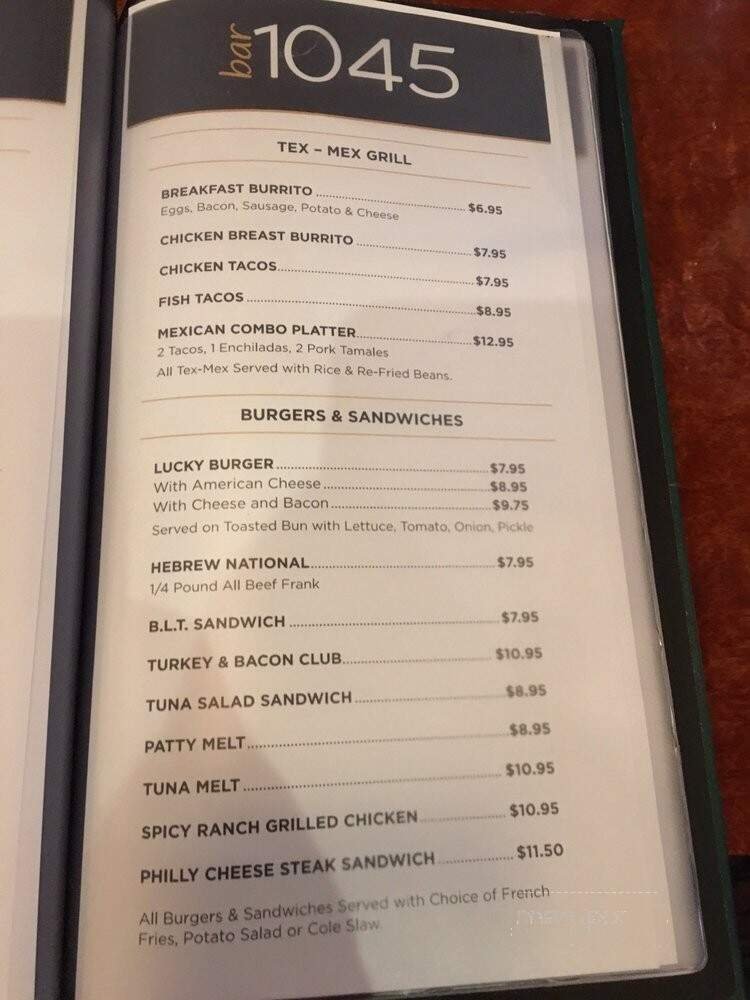 bar 1045
TEX – MEX GRILL
BREAKFAST BURRITO ........................................ $6.95
Eggs, Bacon, Sausage, Potato & Cheese
CHICKEN BREAST BURRITO ............................... $7.95
CHICKEN TACOS.................................................. $7.95
FISH TACOS .......................................................... $8.95
MEXICAN COMBO PLATTER............................. $12.95
2 Tacos, 1 Enchiladas, 2 Pork Tamales
All Tex-Mex Served with Rice & Re-Fried Beans.
BURGERS & SANDWICHES
LUCKY BURGER ..................................................... $7.95
With American Cheese ......................................... $8.95
With Cheese and Bacon........................................ $9.75
Served on Toasted Bun with Lettuce, Tomato, Onion, Pickle
HEBREW NATIONAL............................................. $7.95
1/4 Pound All Beef Frank
B.L.T. SANDWICH .................................................. $7.95
TURKEY & BACON CLUB..................................... $10.95
TUNA SALAD SANDWICH ................................... $8.95
PATTY MELT............................................................ $8.95
TUNA MELT ............................................................ $10.95
SPICY RANCH GRILLED CHICKEN .................... $10.95
PHILLY CHEESE STEAK SANDWICH ................. $11.50
All Burgers & Sandwiches Served with Choice of French
Fries, Potato Salad or Cole Slaw